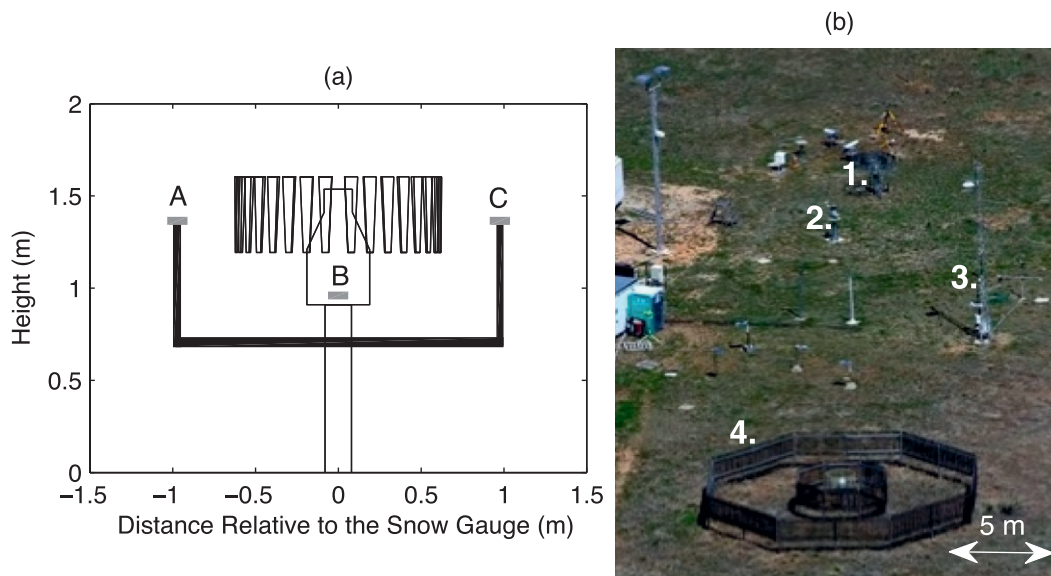 (a)
2
1.5
1
0.5
0
Height (m)
A
B
C
−1.5
−1
−0.5
0
0.5
1
1.5
Distance Relative to the Snow Gauge (m)
(b)
1.
2.
3.
4.
5 m